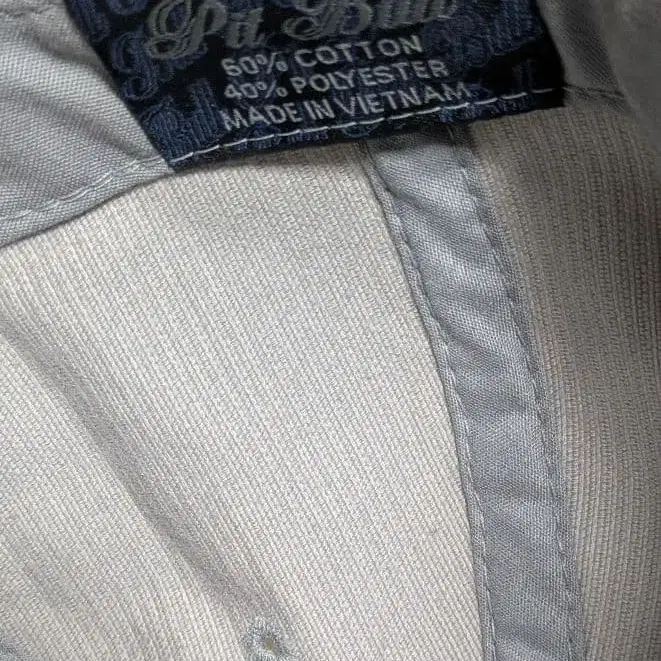 Pit Bull
60% COTTON
40% POLYESTER
MADE IN VIETNAM